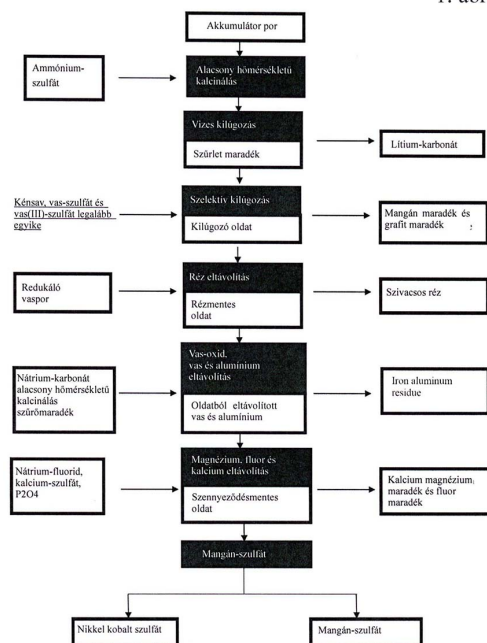 1. ábr
Akkumulátor por
Ammónium-
szulfát
Alacsony hőmérsékletű
kalcinálás
Vizes kilúgozás
Szűrlet maradék
Lítium-karbonát
Kénsav, vas-szulfát és
vas(III)-szulfát legalább
egyike
Szelektív kilúgozás
Kilúgozó oldat
Mangán maradék és
grafit maradék
Redukáló
vaspor
Réz eltávolítás
Rézmentes
oldat
Szivacsos réz
Nátrium-karbonát
alacsony hőmérsékletű
kalcinálás
szűrőmaradék
Vas-oxid,
vas és alumínium
eltávolítás
Oldatból eltávolított
vas és alumínium
Iron aluminum
residue
Nátrium-fluorid,
kalcium-szulfát,
P2O4
Magnézium, fluor és
kalcium eltávolítás
Szennyeződésmentes
oldat
Kalcium magnézium
maradék és fluor
maradék
Mangán-szulfát
Nikkel kobalt szulfát
Mangán-szulfát